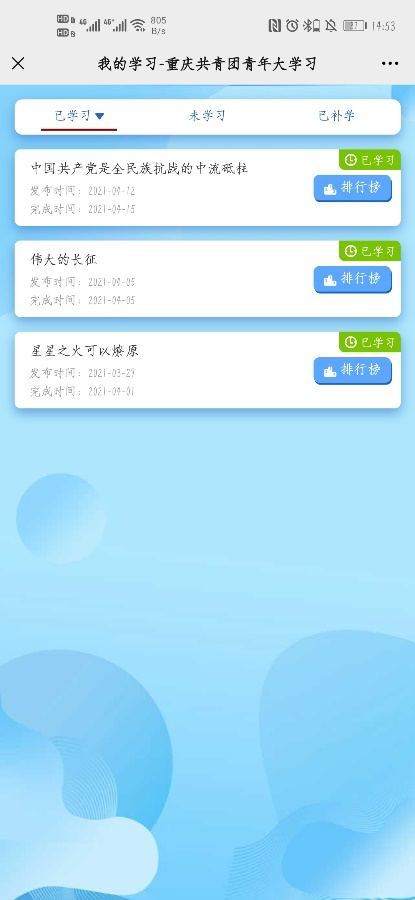 HD 4G 4G+ 805 B/s 14:53
HD
我的学习-重庆共青团青年大学习
已学习 未学习 已补学
已学习
中国共产党是全民族抗战的中流砥柱
排行榜
发布时间：2021-04-12
完成时间：2021-04-15
已学习
伟大的长征
排行榜
发布时间：2021-04-05
完成时间：2021-04-05
已学习
星星之火可以燎原
排行榜
发布时间：2021-03-29
完成时间：2021-04-01